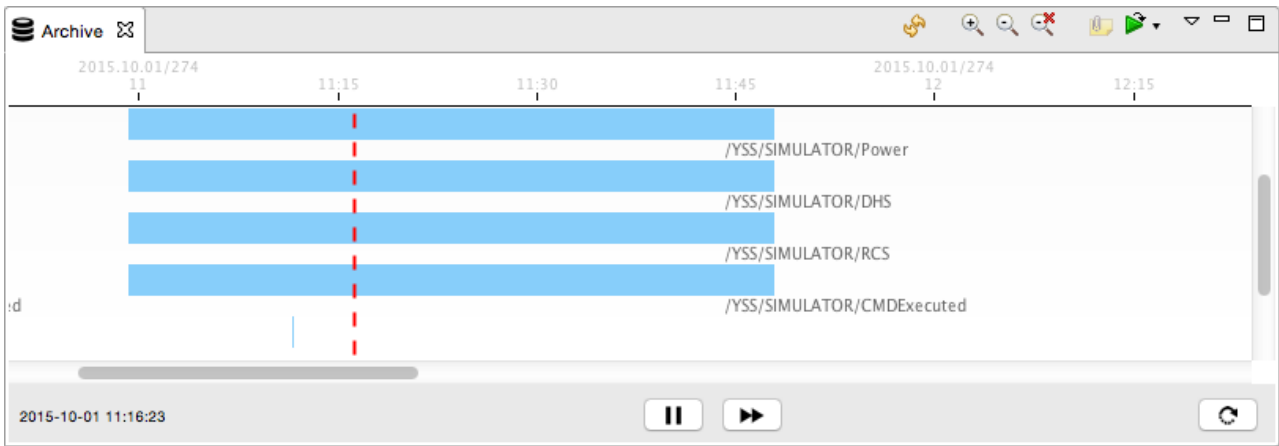 Archive
2015.10.01/274 2015.10.01/274
11 11:15 11:30 11:45 12 12:15
/YSS/SIMULATOR/Power
/YSS/SIMULATOR/DHS
/YSS/SIMULATOR/RCS
:d /YSS/SIMULATOR/CMDExecuted
2015-10-01 11:16:23